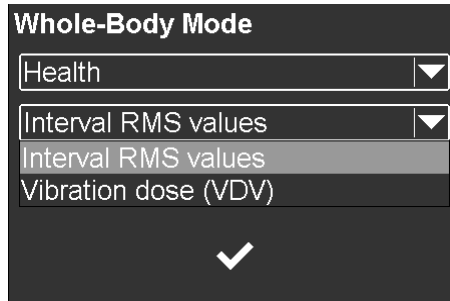 Whole-Body Mode
Health
Interval RMS values
Interval RMS values
Vibration dose (VDV)